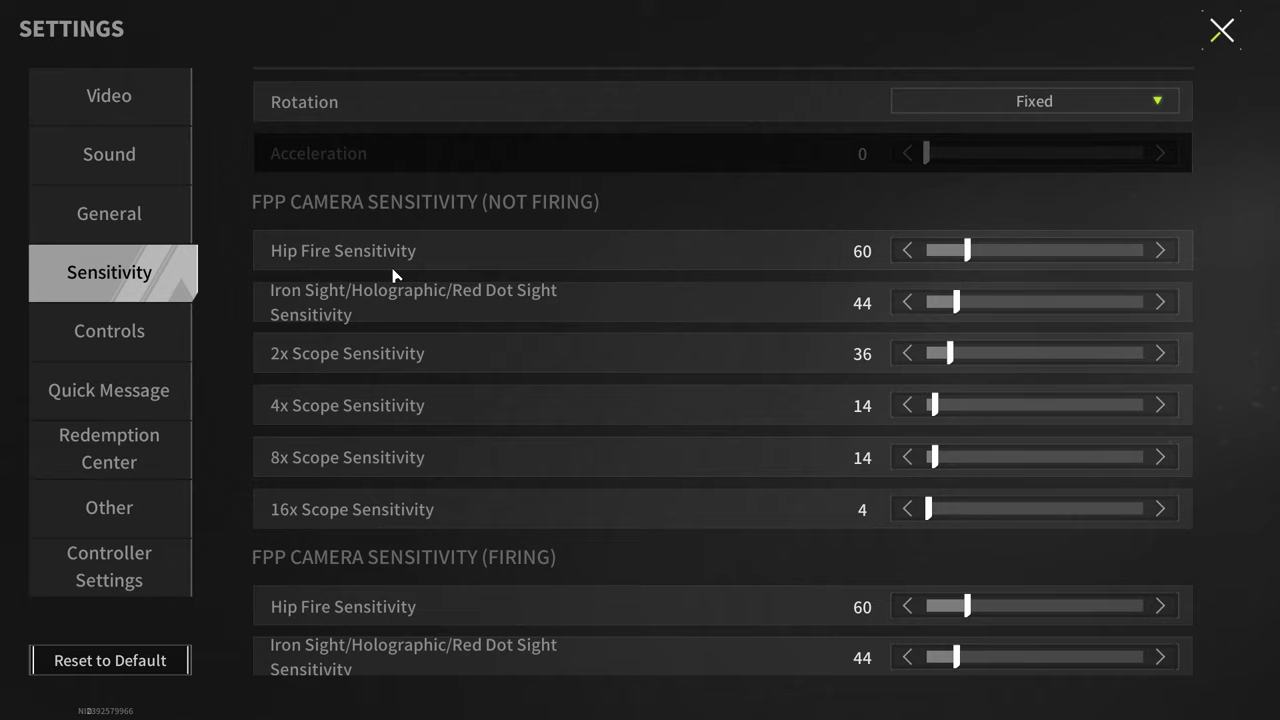 SETTINGS
Video
Sound
General
Sensitivity
Controls
Quick Message
Redemption
Center
Other
Controller
Settings
Reset to Default
Rotation
Fixed
Acceleration
0
FPP CAMERA SENSITIVITY (NOT FIRING)
Hip Fire Sensitivity
60
Iron Sight/Holographic/Red Dot Sight
Sensitivity
44
2x Scope Sensitivity
36
4x Scope Sensitivity
14
8x Scope Sensitivity
14
16x Scope Sensitivity
4
FPP CAMERA SENSITIVITY (FIRING)
Hip Fire Sensitivity
60
Iron Sight/Holographic/Red Dot Sight
Sensitivity
44